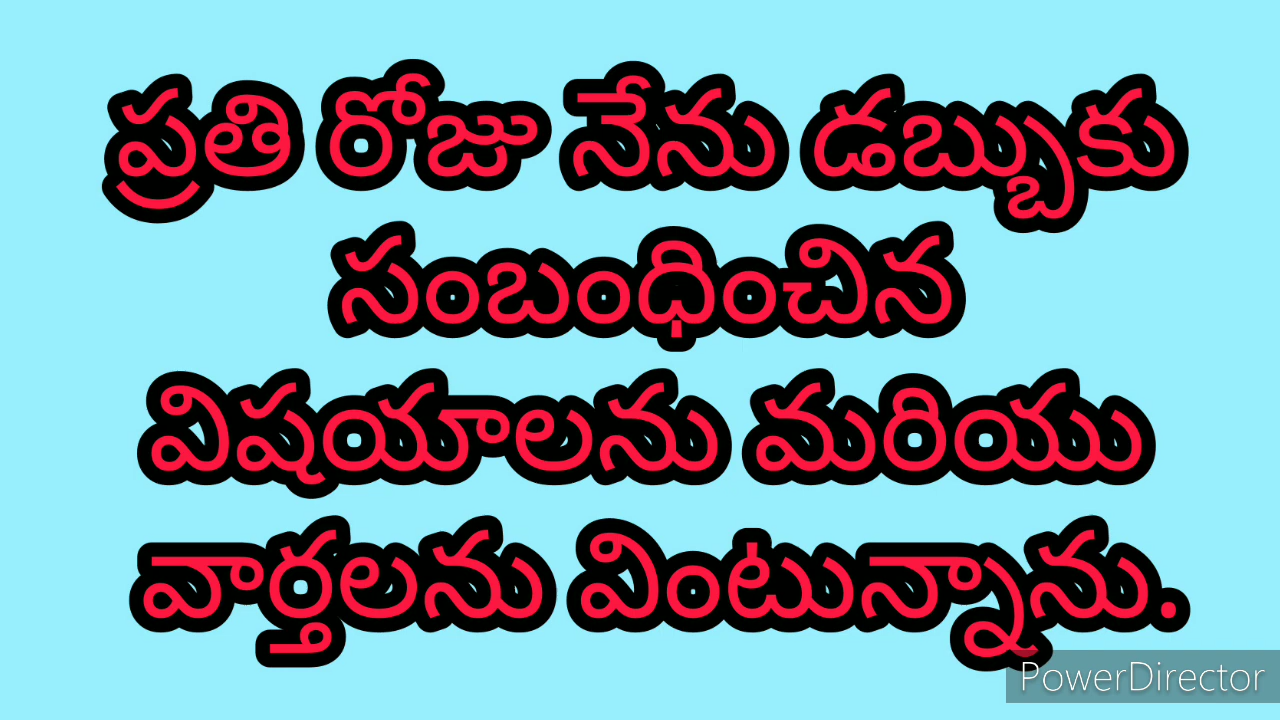 ప్రతి రోజు నేను డబ్బుకు
సంబంధించిన
విషయాలను మరియు
వార్తలను వింటున్నాను.
PowerDirector